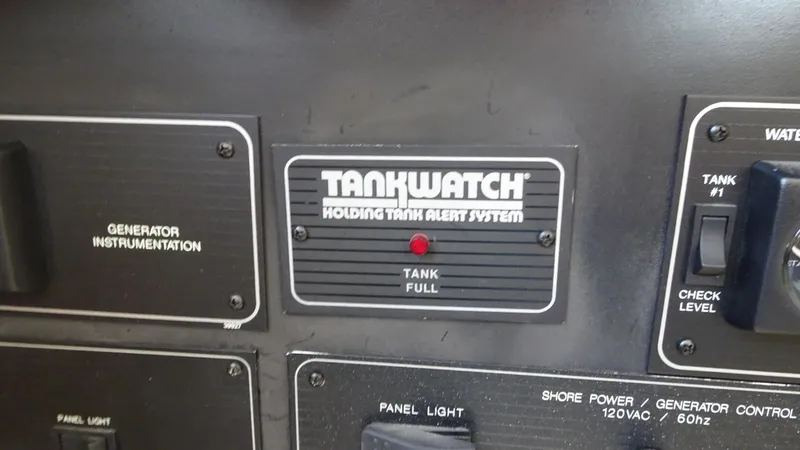 GENERATOR
INSTRUMENTATION
39927
TANKWATCH®
HOLDING TANK ALERT SYSTEM
TANK
FULL
WATE
TANK
#1
CHECK
LEVEL
PANEL LIGHT
PANEL LIGHT
SHORE POWER / GENERATOR CONTROL
120VAC / 60hz